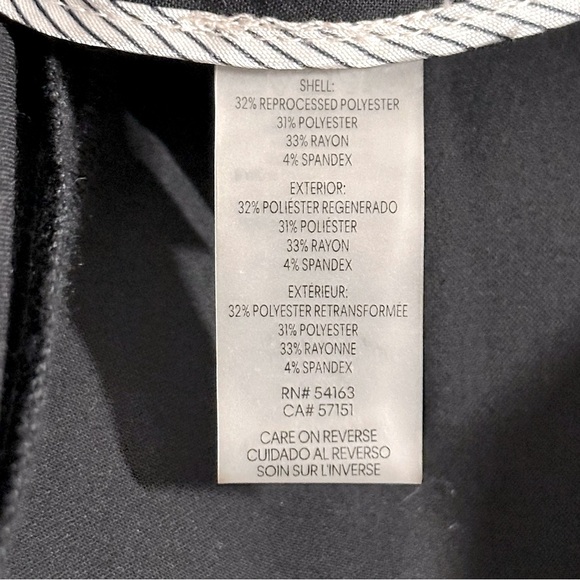 SHELL:
32% REPROCESSED POLYESTER
31% POLYESTER
33% RAYON
4% SPANDEX
EXTERIOR:
32% POLIÉSTER REGENERADO
31% POLIÉSTER
33% RAYON
4% SPANDEX
EXTÉRIEUR:
32% POLYESTER RETRANSFORMÉE
31% POLYESTER
33% RAYONNE
4% SPANDEX
RN# 54163
CA# 57151
CARE ON REVERSE
CUIDADO AL REVERSO
SOIN SUR L'INVERSE